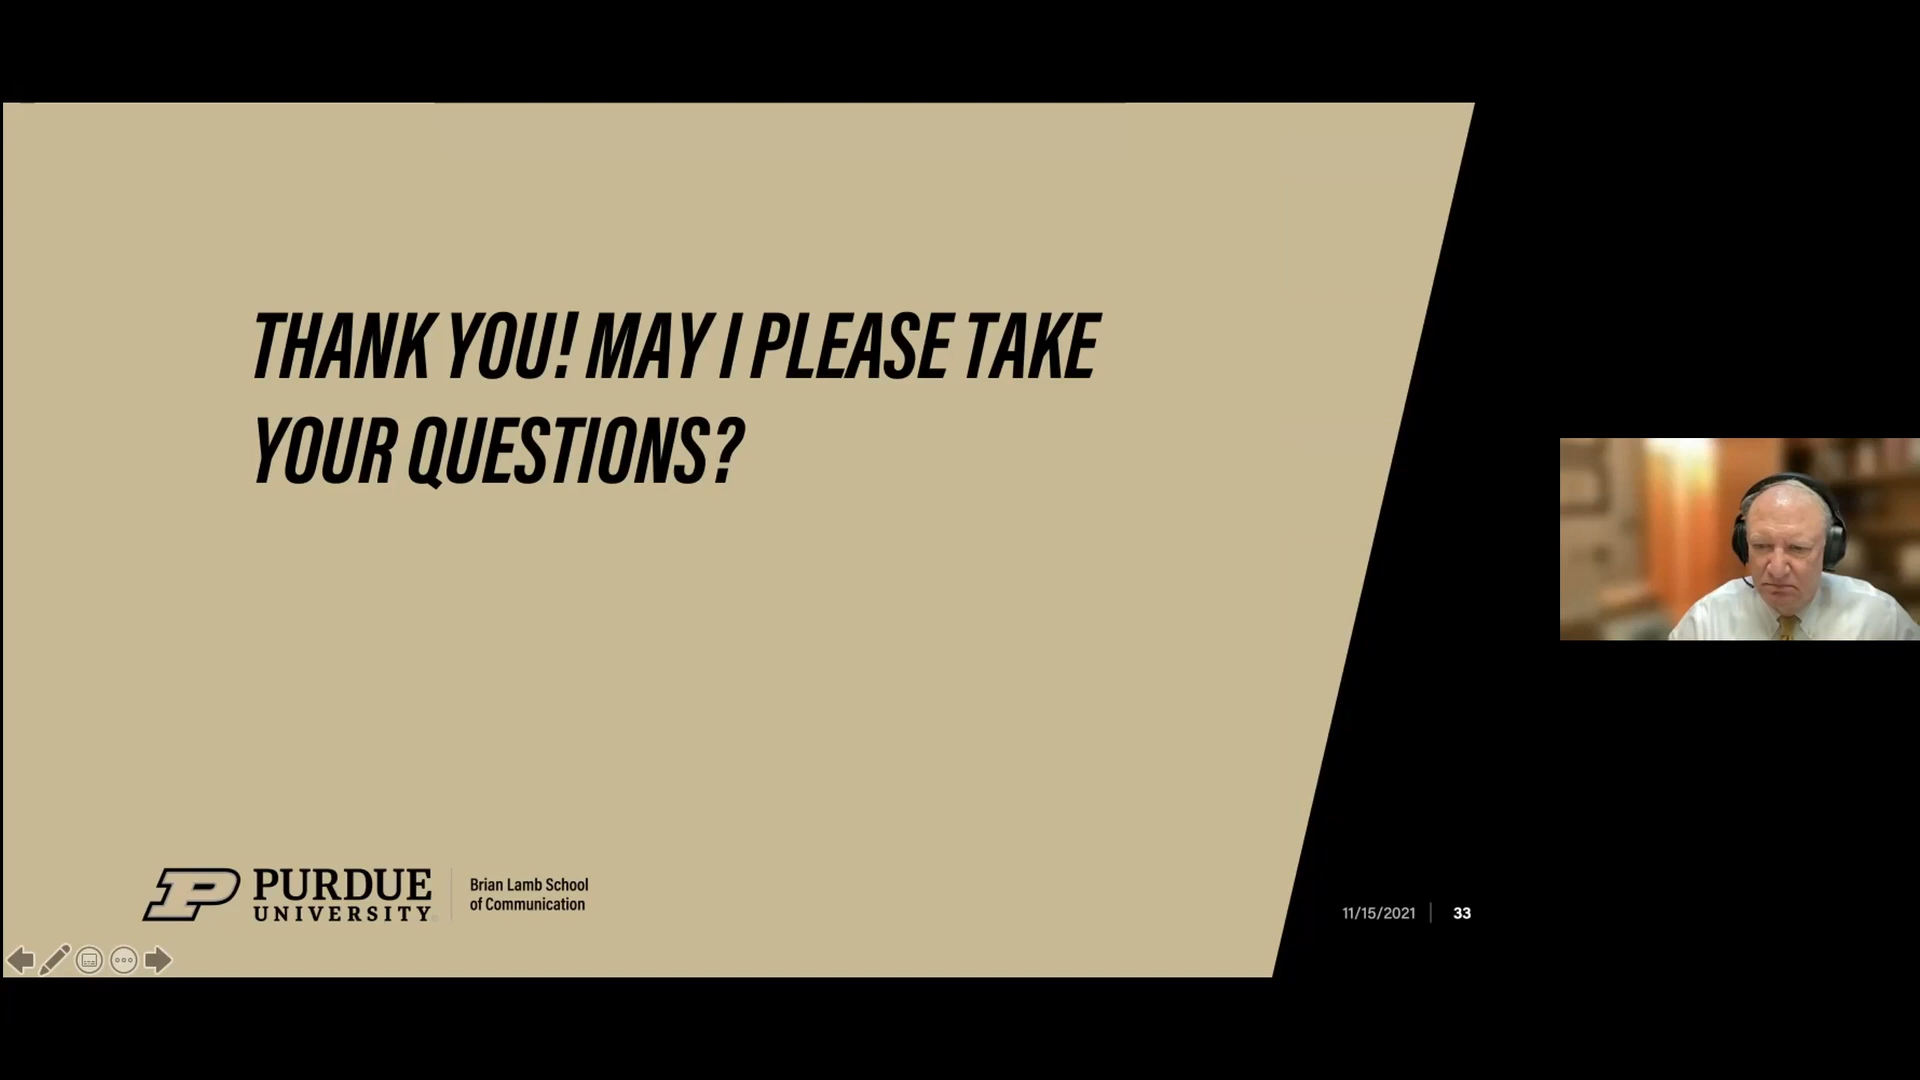 THANK YOU! MAY I PLEASE TAKE
YOUR QUESTIONS?
P PURDUE
UNIVERSITY
Brian Lamb School
of Communication
11/15/2021 | 33